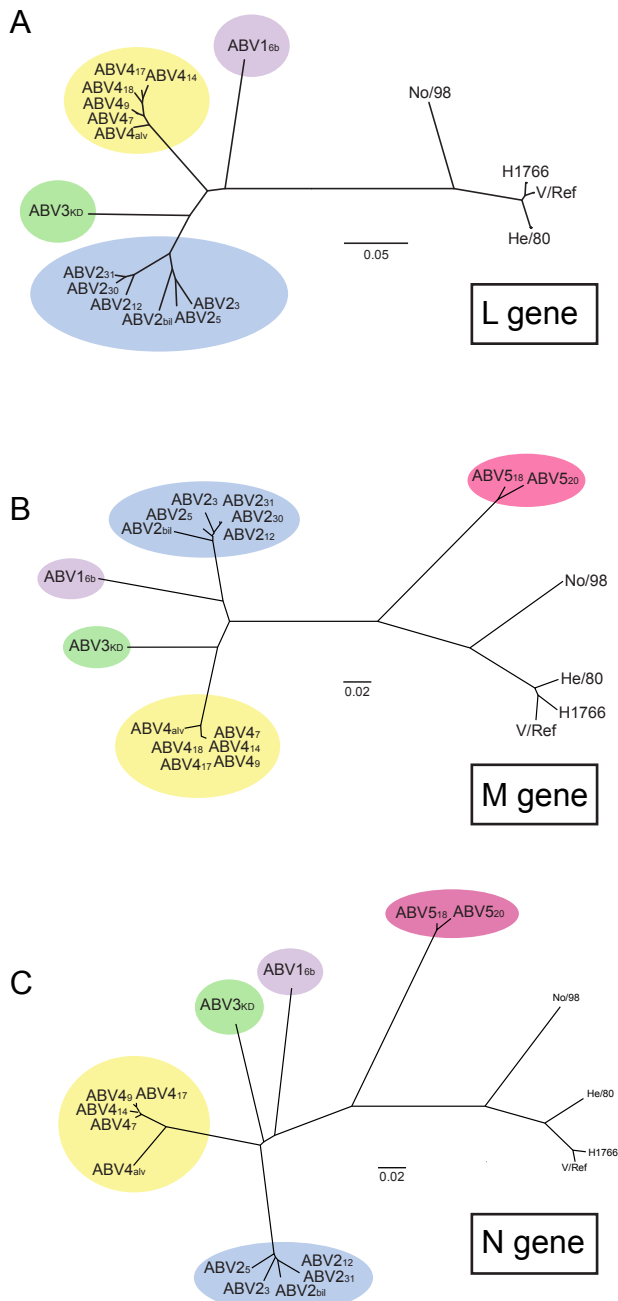 A
ABV16b
ABV417
ABV414
ABV418
ABV49
ABV47
ABV4alv
No/98
H1766
V/Ref
He/80
ABV3KD
0.05
ABV231
ABV230
ABV212
ABV2bil
ABV25
ABV23
L gene
B
ABV518
ABV520
ABV23
ABV231
ABV25
ABV230
ABV2bil
ABV212
ABV16b
No/98
ABV3KD
He/80
0.02
H1766
V/Ref
ABV4alv
ABV47
ABV418
ABV414
ABV417
ABV49
M gene
C
ABV518
ABV520
ABV16b
ABV3KD
No/98
ABV49
ABV417
ABV414
ABV47
He/80
ABV4alv
H1766
V/Ref
0.02
ABV25
ABV212
ABV23
ABV231
ABV2bil
N gene